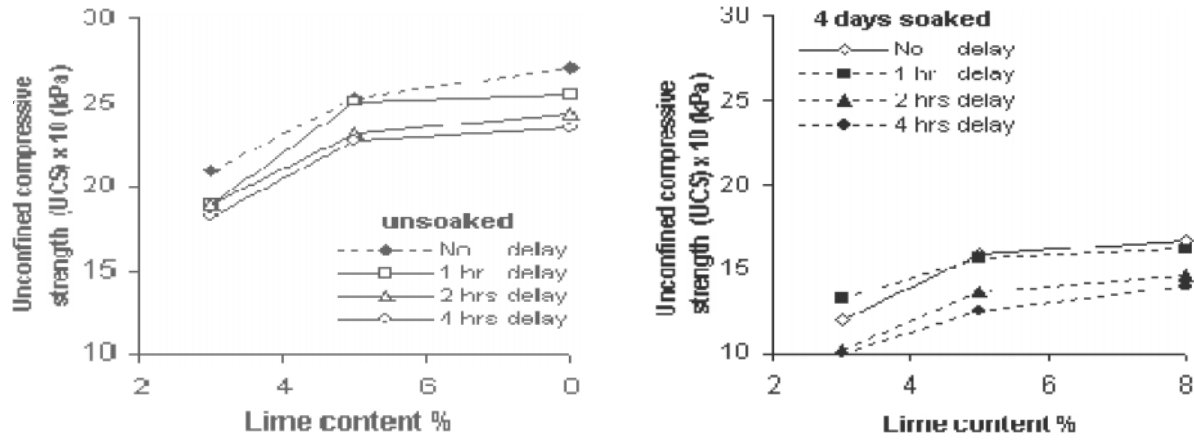 30
25
20
15
10
Unconfined compressive
strength (UCS) x 10 (kPa)
unsoaked
No delay
1 hr delay
2 hrs delay
4 hrs delay
2
4
6
0
Lime content %
30
25
20
15
10
Unconfined compressive
strength (UCS) x 10 (kPa)
4 days soaked
No delay
1 hr delay
2 hrs delay
4 hrs delay
2
4
6
8
Lime content %